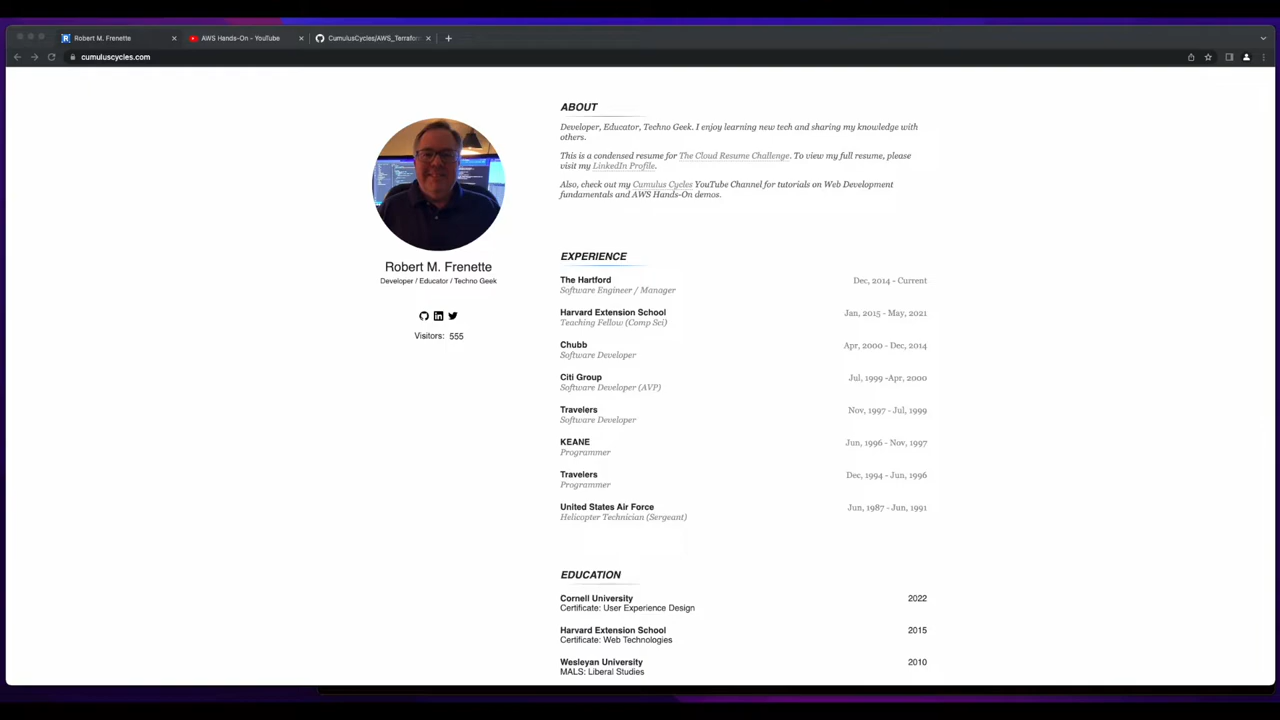 Robert M. Frenette
AWS Hands-On - YouTube
CumulusCycles/AWS_Terraform
cumuluscycles.com
Robert M. Frenette
Developer / Educator / Techno Geek
Visitors: 555
ABOUT
Developer, Educator, Techno Geek. I enjoy learning new tech and sharing my knowledge with
others.
This is a condensed resume for The Cloud Resume Challenge. To view my full resume, please
visit my LinkedIn Profile.
Also, check out my Cumulus Cycles YouTube Channel for tutorials on Web Development
fundamentals and AWS Hands-On demos.
EXPERIENCE
The Hartford Dec, 2014 - Current
Software Engineer / Manager
Harvard Extension School Jan, 2015 - May, 2021
Teaching Fellow (Comp Sci)
Chubb Apr, 2000 - Dec, 2014
Software Developer
Citi Group Jul, 1999 -Apr, 2000
Software Developer (AVP)
Travelers Nov, 1997 - Jul, 1999
Software Developer
KEANE Jun, 1996 - Nov, 1997
Programmer
Travelers Dec, 1994 - Jun, 1996
Programmer
United States Air Force Jun, 1987 - Jun, 1991
Helicopter Technician (Sergeant)
EDUCATION
Cornell University 2022
Certificate: User Experience Design
Harvard Extension School 2015
Certificate: Web Technologies
Wesleyan University 2010
MALS: Liberal Studies